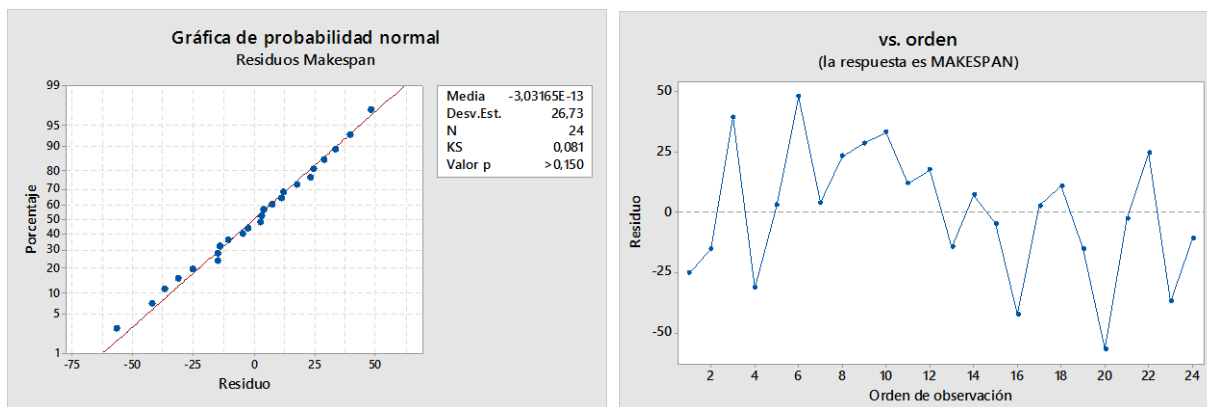 Gráfica de probabilidad normal
Residuos Makespan
99
95
90
80
70
60
50
40
30
20
10
5
1
Porcentaje
-75
-50
-25
0
25
50
Residuo
Media -3,03165E-13
Desv.Est. 26,73
N 24
KS 0,081
Valor p >0,150
vs. orden
(la respuesta es MAKESPAN)
50
25
0
-25
-50
Residuo
2
4
6
8
10
12
14
16
18
20
22
24
Orden de observación